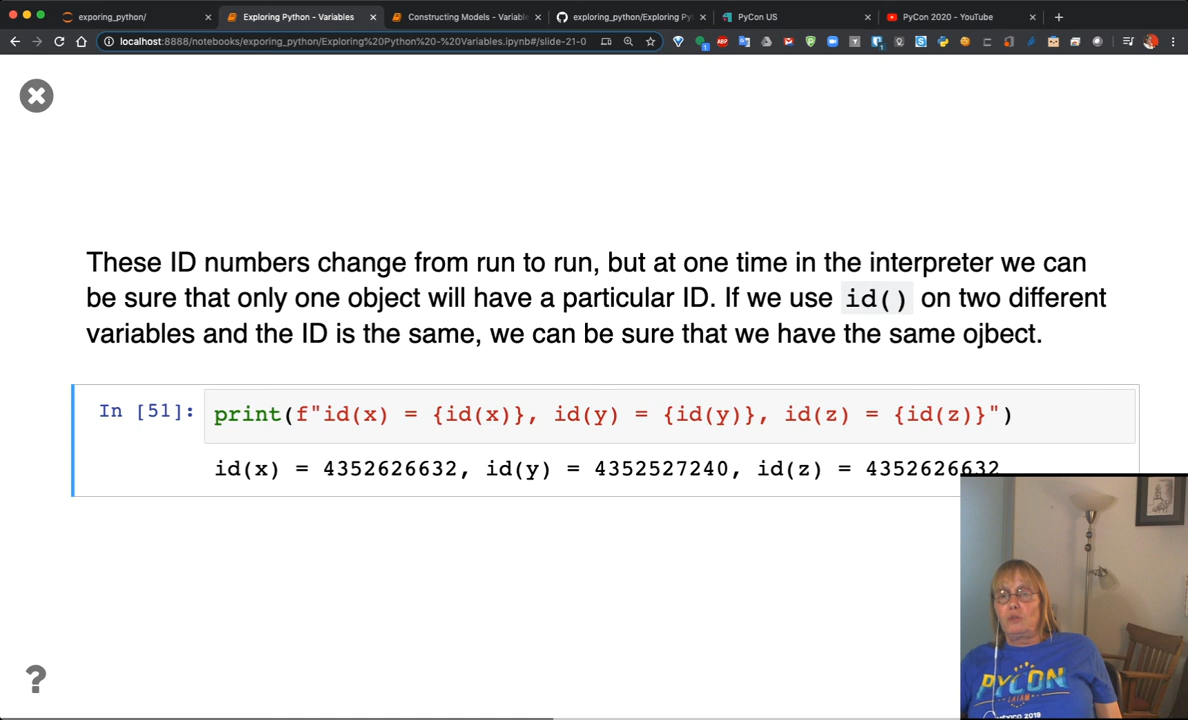 exploring_python/
Exploring Python - Variables
Constructing Models - Variabl
exploring_python/Exploring Py
PyCon US
PyCon 2020 - YouTube
localhost:8888/notebooks/exporing_python/Exploring%20Python%20-%20Variables.ipynb#/slide-21-0
These ID numbers change from run to run, but at one time in the interpreter we can
be sure that only one object will have a particular ID. If we use id() on two different
variables and the ID is the same, we can be sure that we have the same ojbect.
In [51]: print(f"id(x) = {id(x)}, id(y) = {id(y)}, id(z) = {id(z)}")
id(x) = 4352626632, id(y) = 4352527240, id(z) = 4352626632
?
PYCON
LATAM
2019